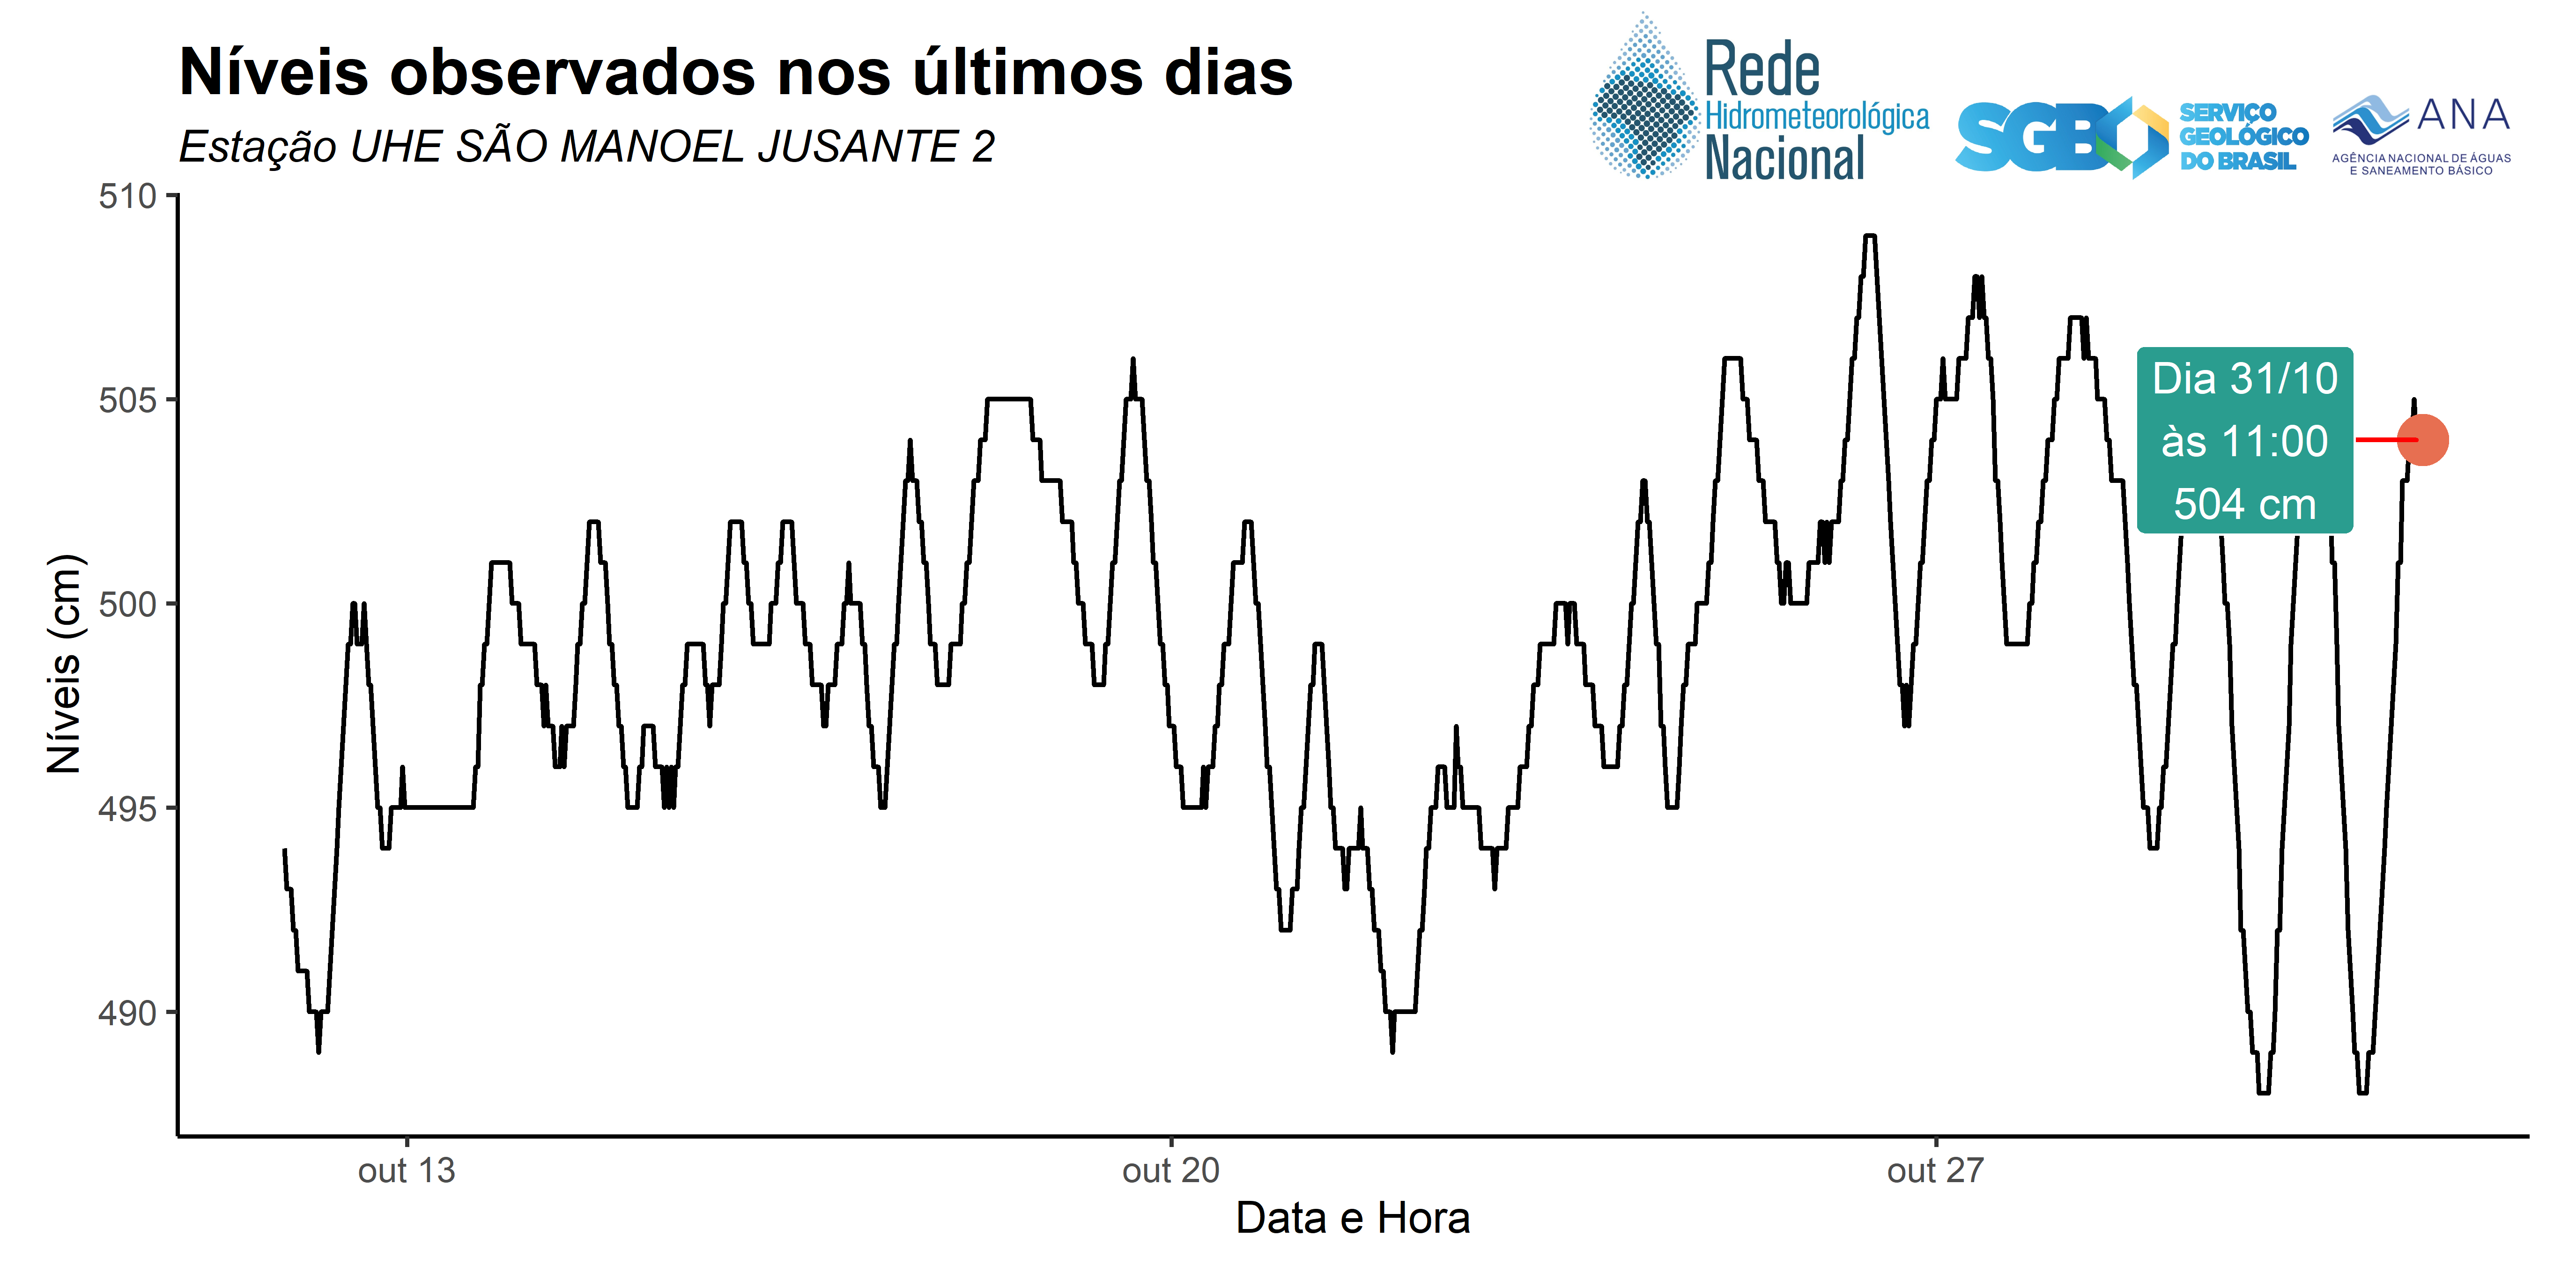 Níveis observados nos últimos dias
Estação UHE SÃO MANOEL JUSANTE 2
Rede
Hidrometeorológica
Nacional
SGB
SERVIÇO
GEOLÓGICO
DO BRASIL
ANA
AGÊNCIA NACIONAL DE ÁGUAS
E SANEAMENTO BÁSICO
510
505
500
495
490
Níveis (cm)
Dia 31/10
às 11:00
504 cm
out 13
out 20
out 27
Data e Hora